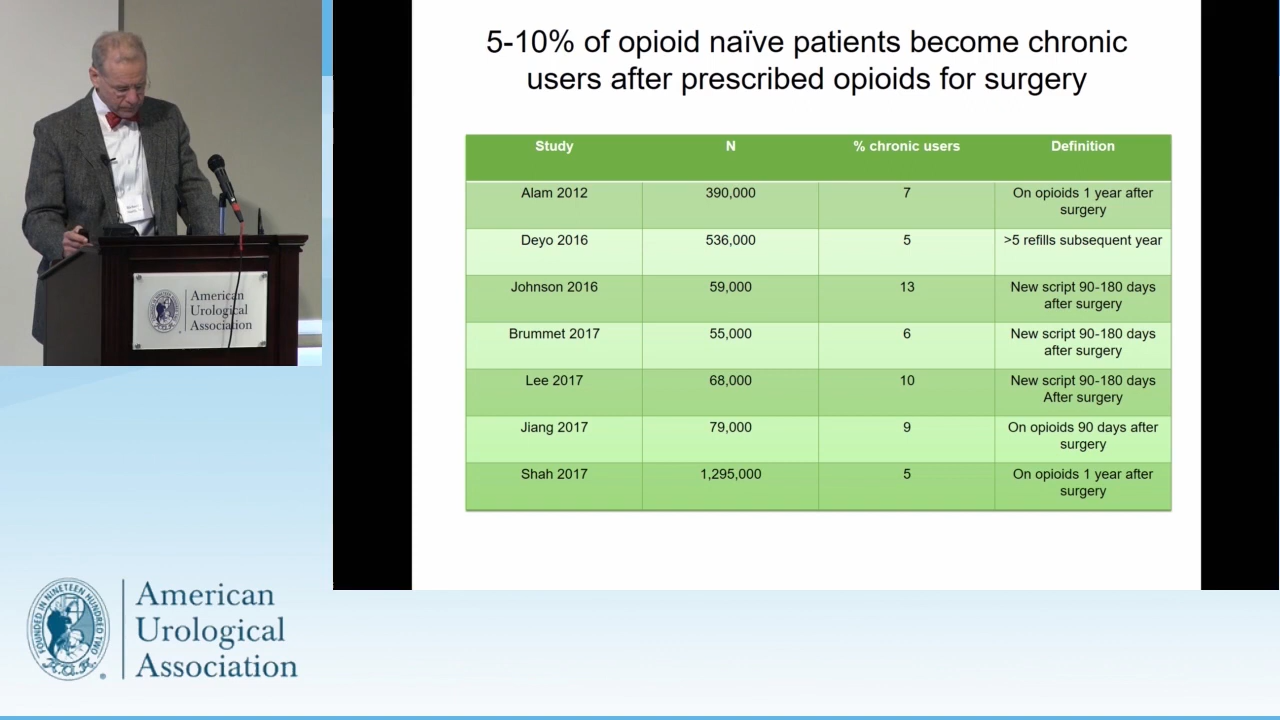 5-10% of opioid naïve patients become chronic
users after prescribed opioids for surgery
Study N % chronic users Definition
Alam 2012 390,000 7 On opioids 1 year after
surgery
Deyo 2016 536,000 5 >5 refills subsequent year
Johnson 2016 59,000 13 New script 90-180 days
after surgery
Brummet 2017 55,000 6 New script 90-180 days
after surgery
Lee 2017 68,000 10 New script 90-180 days
After surgery
Jiang 2017 79,000 9 On opioids 90 days after
surgery
Shah 2017 1,295,000 5 On opioids 1 year after
surgery
American
Urological
Association
FOUNDED IN NINETEEN HUNDRED TWO
A.U.A.
®
American
Urological
Association